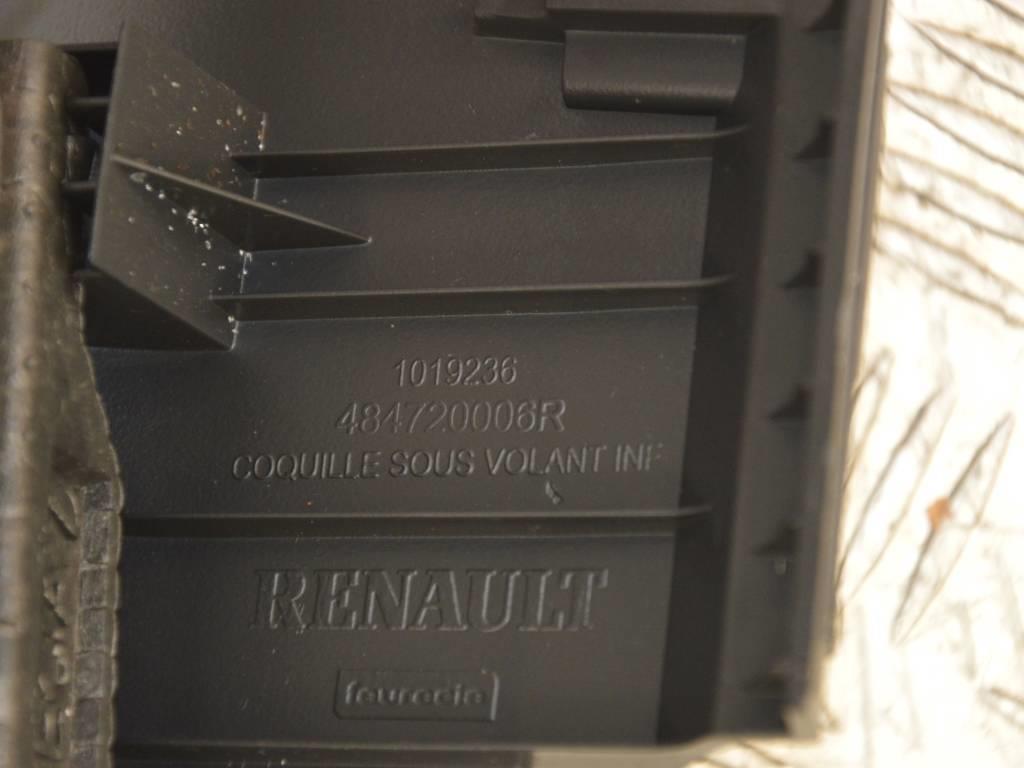 1019236
484720006R
COQUILLE SOUS VOLANT INF
RENAULT
faurecia